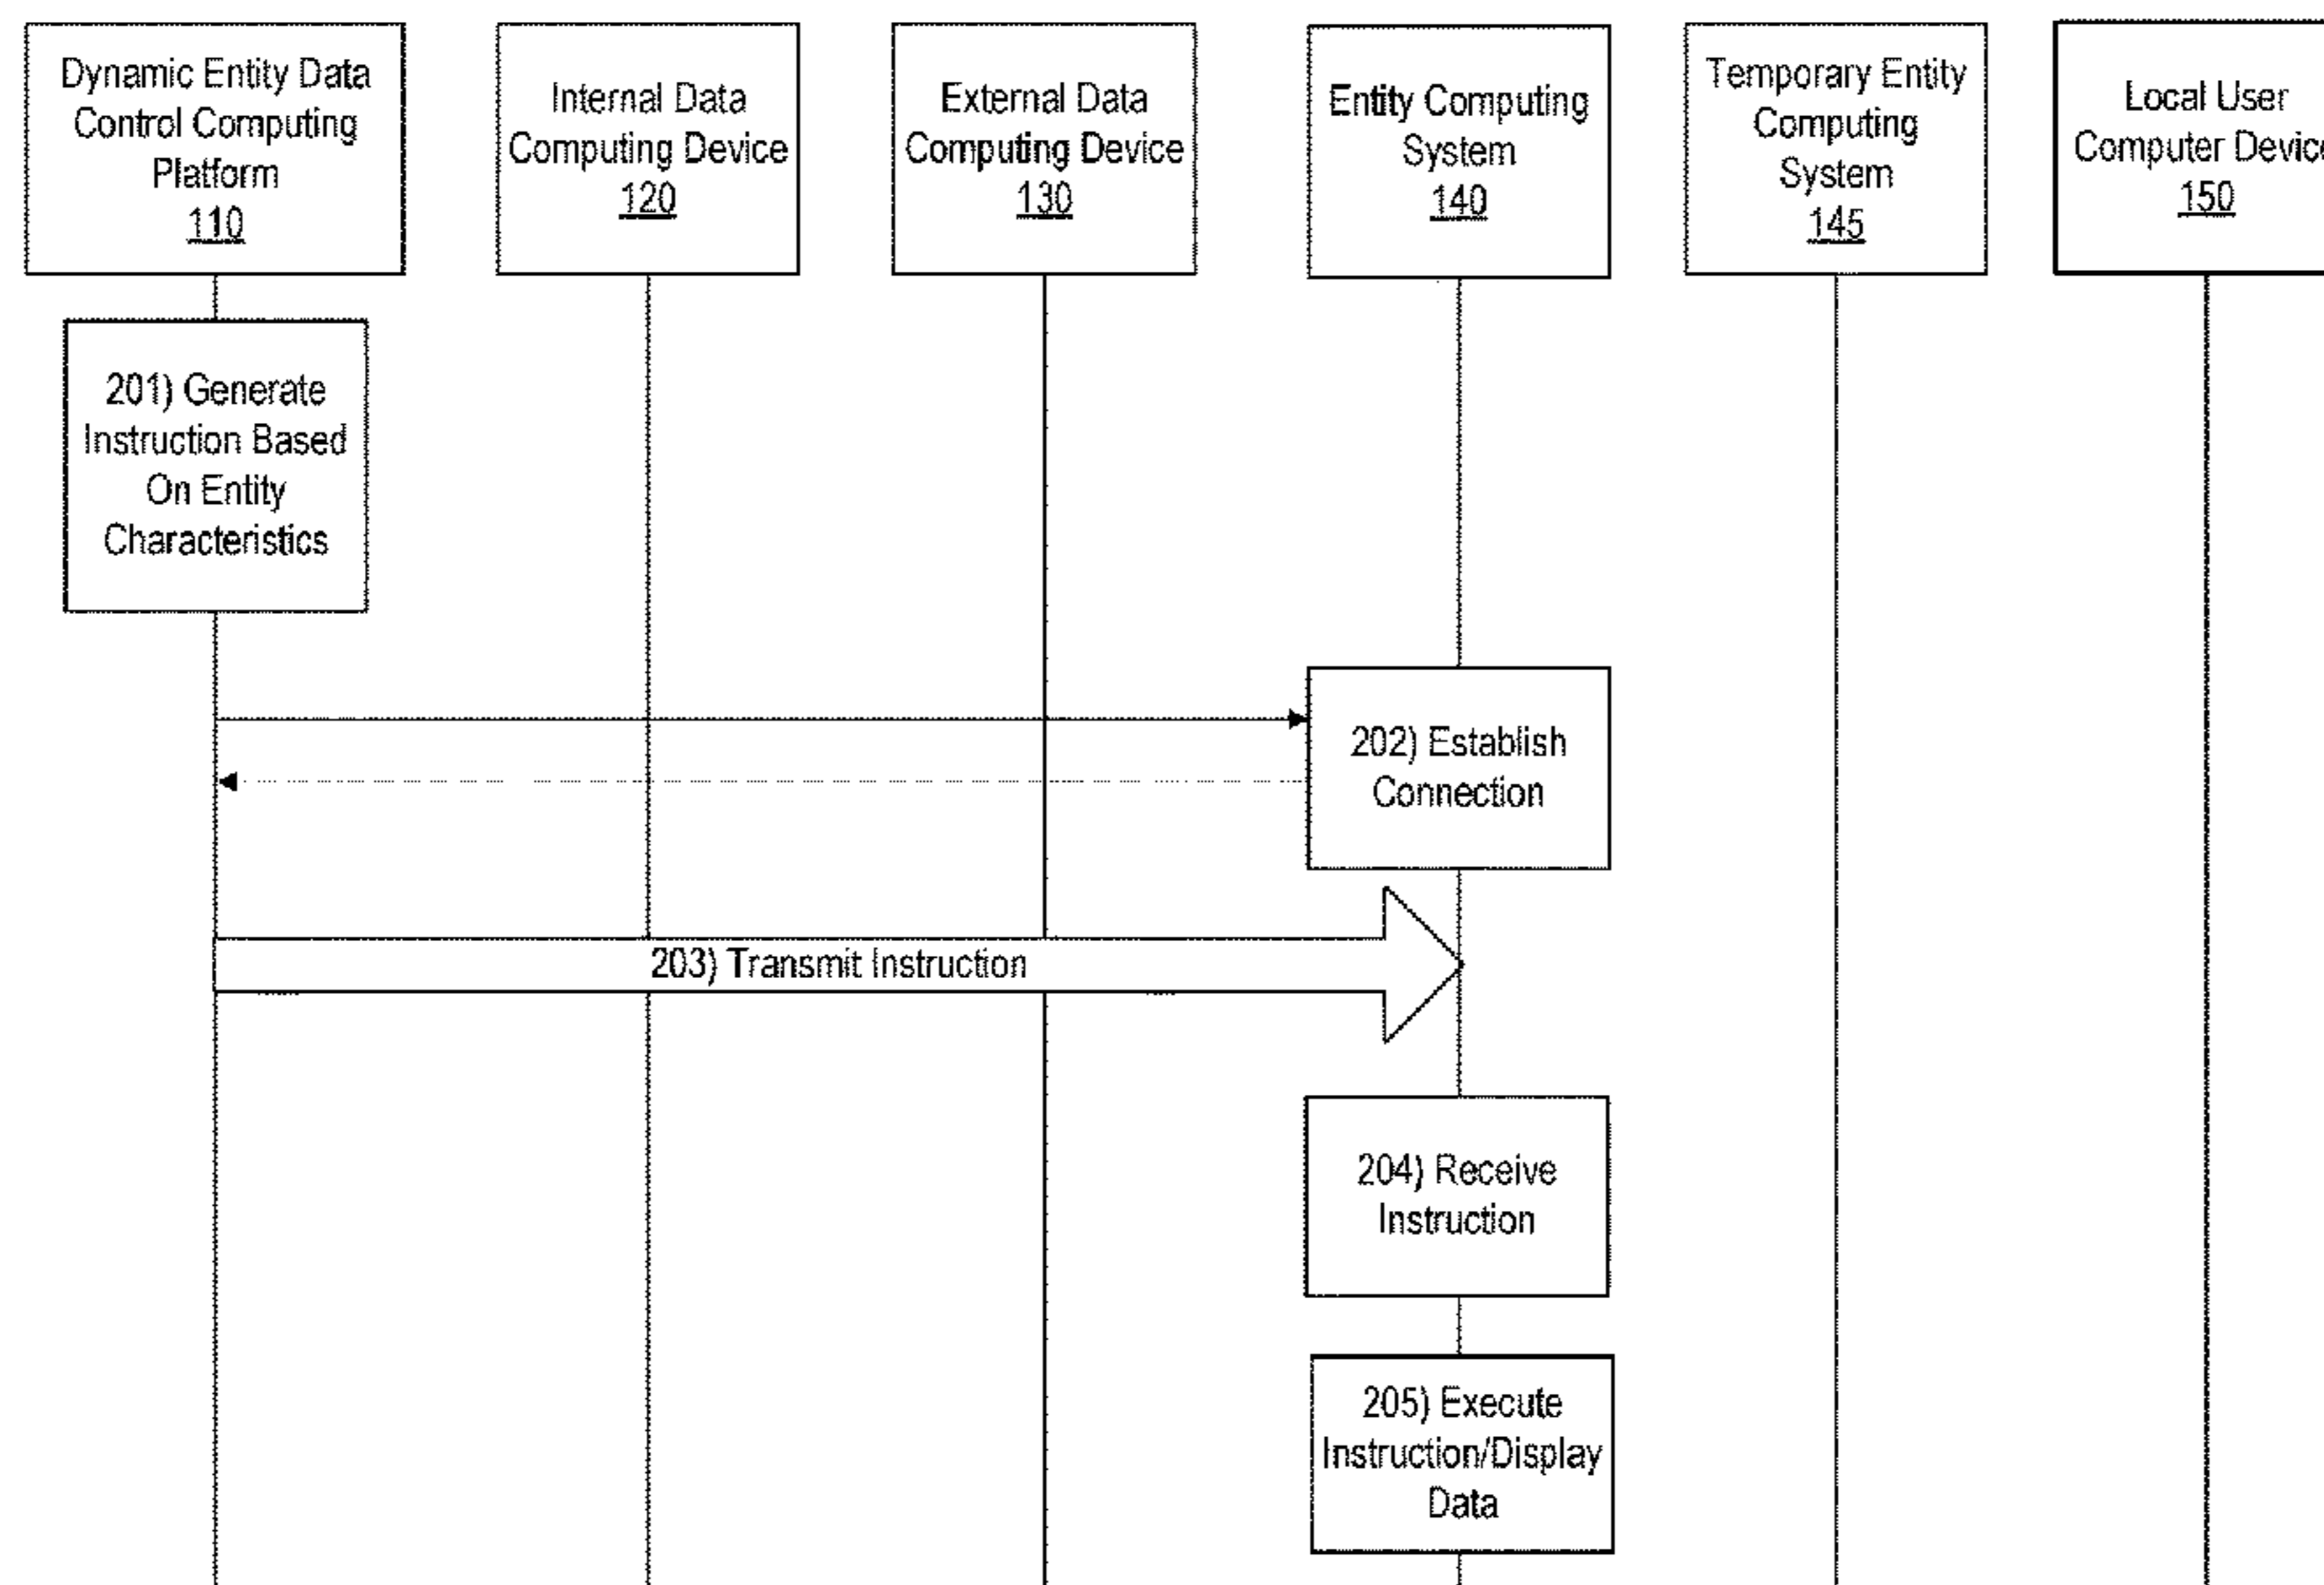 Dynamic Entity Data
Control Computing
Platform
110
Internal Data
Computing Device
120
External Data
Computing Device
130
Entity Computing
System
140
Temporary Entity
Computing
System
145
Local User
Computer Device
150
201) Generate
Instruction Based
On Entity
Characteristics
202) Establish
Connection
203) Transmit Instruction
204) Receive
Instruction
205) Execute
Instruction/Display
Data